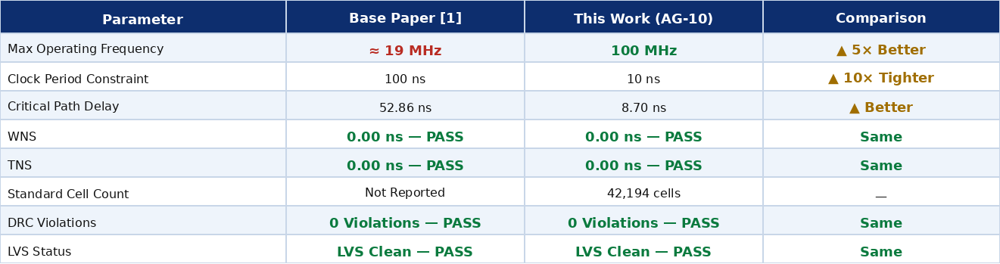 Parameter Base Paper [1] This Work (AG-10) Comparison
Max Operating Frequency ≈ 19 MHz 100 MHz ▲ 5× Better
Clock Period Constraint 100 ns 10 ns ▲ 10× Tighter
Critical Path Delay 52.86 ns 8.70 ns ▲ Better
WNS 0.00 ns — PASS 0.00 ns — PASS Same
TNS 0.00 ns — PASS 0.00 ns — PASS Same
Standard Cell Count Not Reported 42,194 cells —
DRC Violations 0 Violations — PASS 0 Violations — PASS Same
LVS Status LVS Clean — PASS LVS Clean — PASS Same